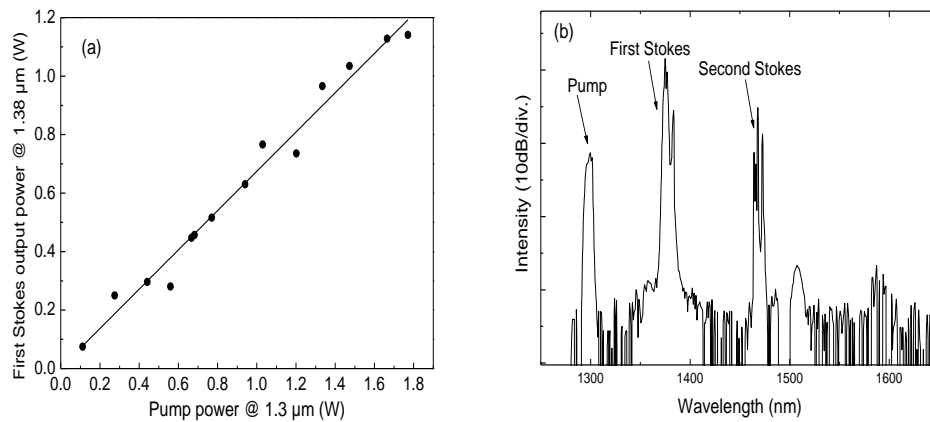 (a)
First Stokes output power @ 1.38 µm (W)
1.2
1.0
0.8
0.6
0.4
0.2
0.0
0.0 0.2 0.4 0.6 0.8 1.0 1.2 1.4 1.6 1.8
Pump power @ 1.3 µm (W)
(b)
First Stokes
Second Stokes
Pump
Intensity (10dB/div.)
1300 1400 1500 1600
Wavelength (nm)